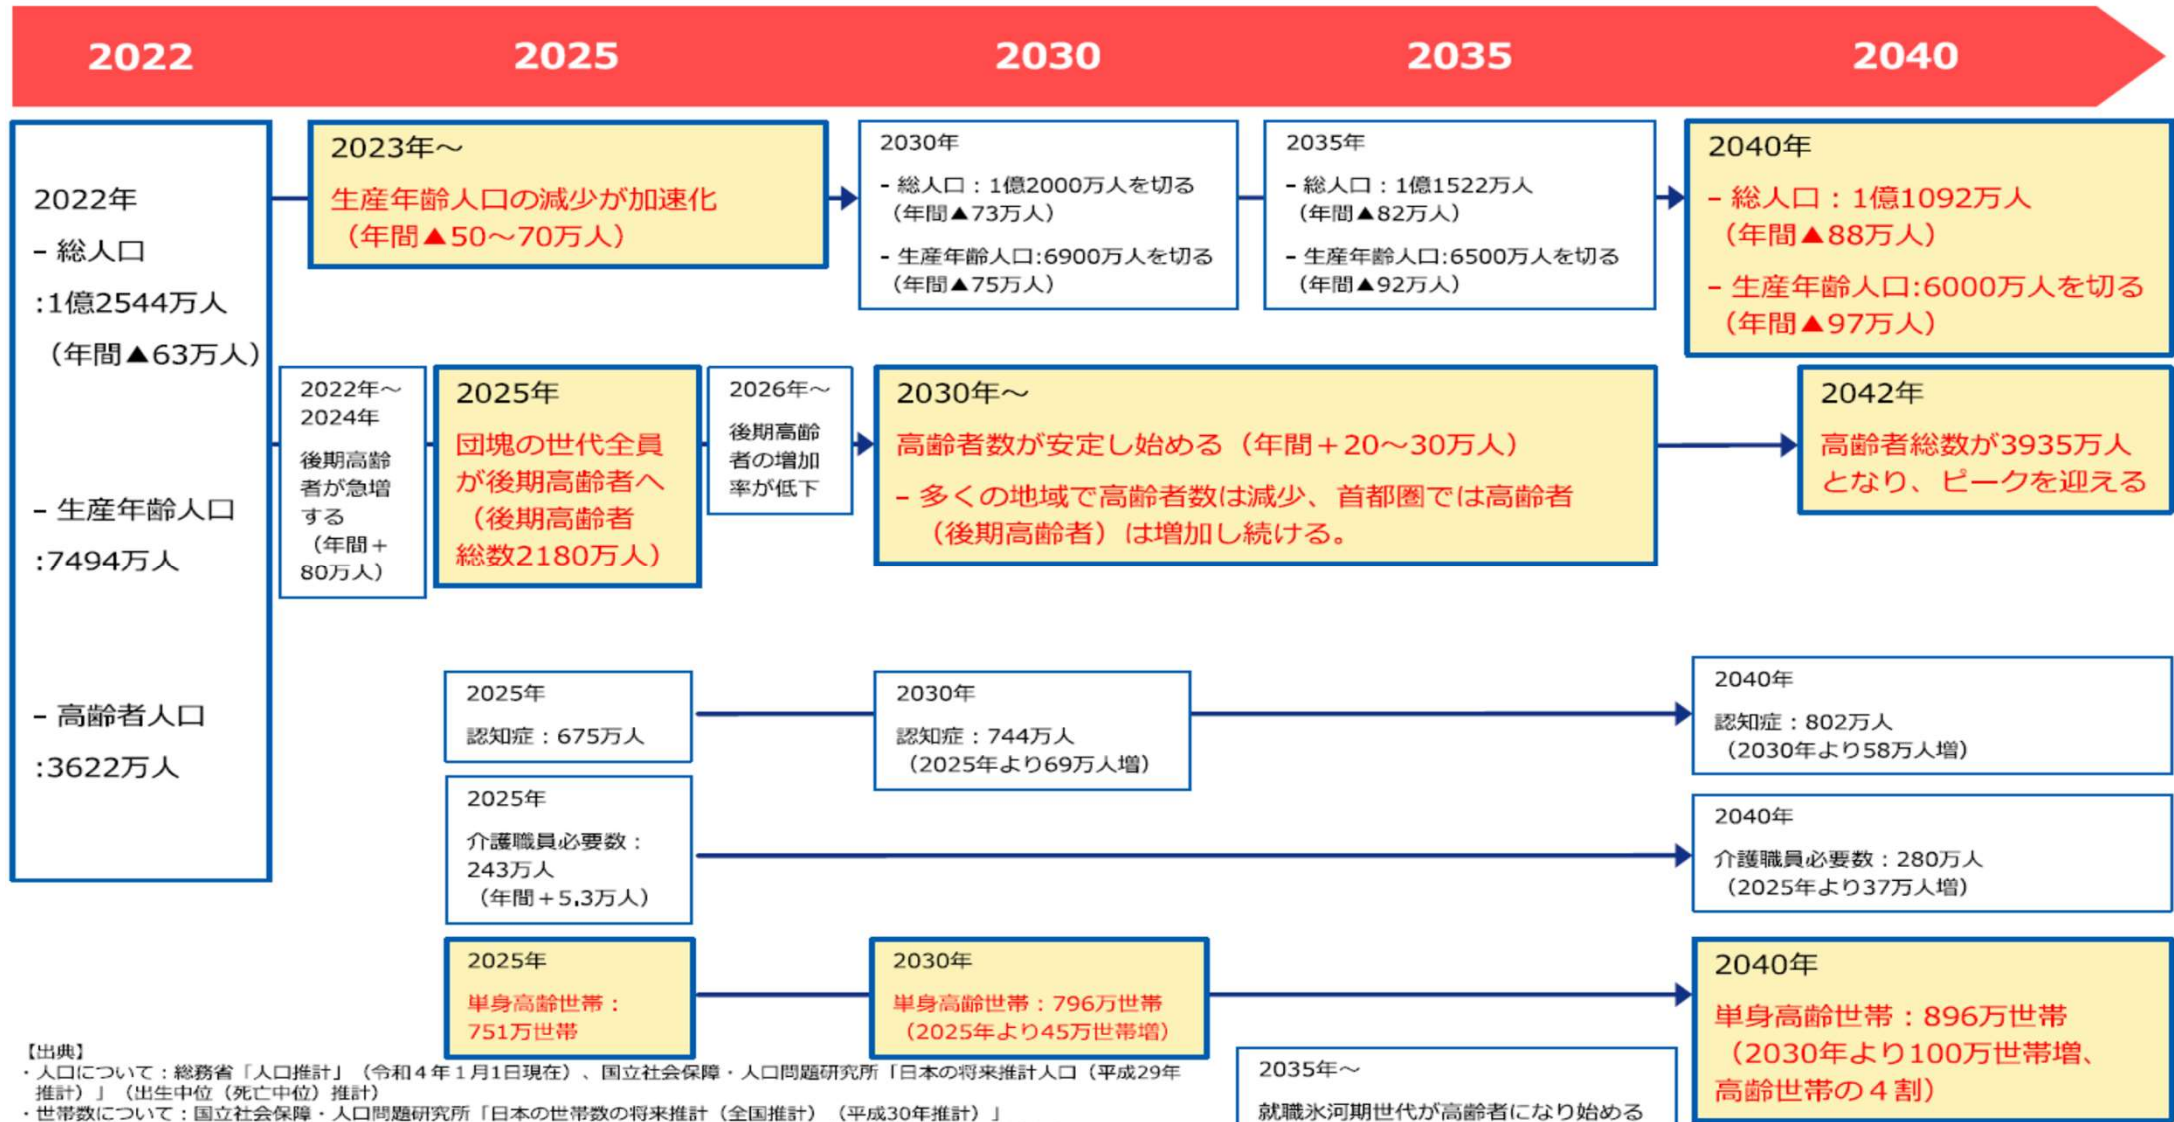 2022
2025
2030
2035
2040
2022年
– 総人口
:1億2544万人
（年間▲63万人）
– 生産年齢人口
:7494万人
– 高齢者人口
:3622万人
2023年～
生産年齢人口の減少が加速化
（年間▲50～70万人）
2030年
- 総人口：1億2000万人を切る
（年間▲73万人）
- 生産年齢人口:6900万人を切る
（年間▲75万人）
2035年
- 総人口：1億1522万人
（年間▲82万人）
- 生産年齢人口:6500万人を切る
（年間▲92万人）
2040年
– 総人口：1億1092万人
（年間▲88万人）
– 生産年齢人口:6000万人を切る
（年間▲97万人）
2022年～
2024年
後期高齢
者が急増
する
（年間＋
80万人）
2025年
団塊の世代全員
が後期高齢者へ
（後期高齢者
総数2180万人）
2026年～
後期高齢
者の増加
率が低下
2030年～
高齢者数が安定し始める（年間＋20～30万人）
– 多くの地域で高齢者数は減少、首都圏では高齢者
（後期高齢者）は増加し続ける。
2042年
高齢者総数が3935万人
となり、ピークを迎える
2025年
認知症：675万人
2030年
認知症：744万人
（2025年より69万人増）
2040年
認知症：802万人
（2030年より58万人増）
2025年
介護職員必要数：
243万人
（年間＋5.3万人）
2040年
介護職員必要数：280万人
（2025年より37万人増）
2025年
単身高齢世帯：
751万世帯
2030年
単身高齢世帯：796万世帯
（2025年より45万世帯増）
2040年
単身高齢世帯：896万世帯
（2030年より100万世帯増、
高齢世帯の４割）
2035年～
就職氷河期世代が高齢者になり始める
【出典】
・人口について：総務省「人口推計」（令和４年１月1日現在）、国立社会保障・人口問題研究所「日本の将来推計人口（平成29年
推計）」（出生中位（死亡中位）推計）
・世帯数について：国立社会保障・人口問題研究所「日本の世帯数の将来推計（全国推計）（平成30年推計）」